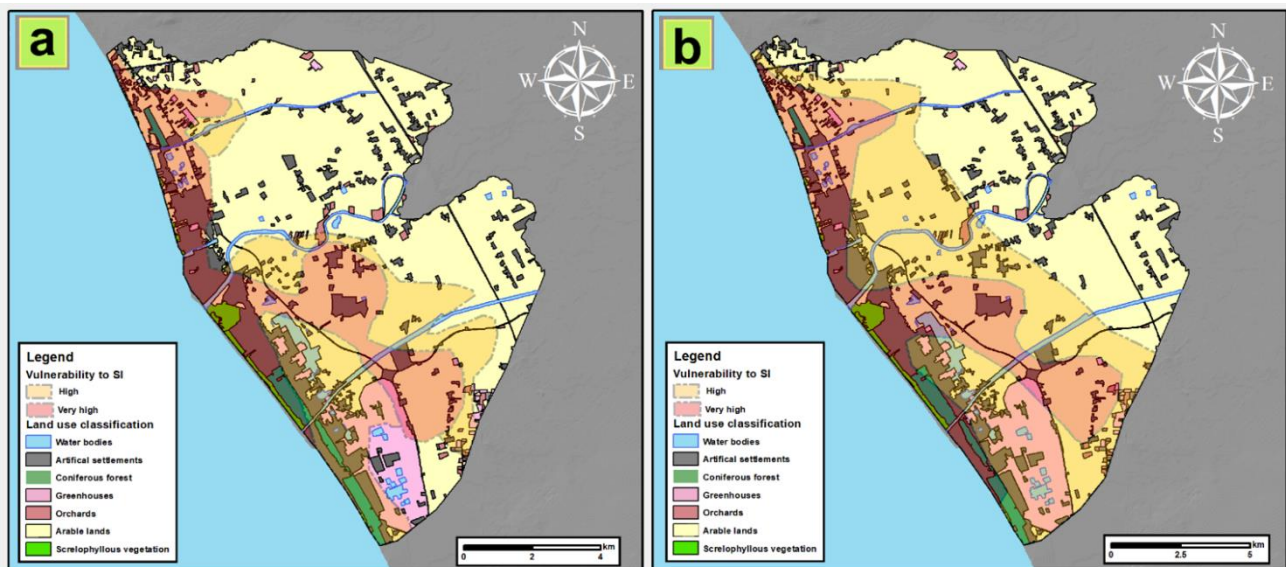 a
N
W E
S
Legend
Vulnerability to SI
High
Very high
Land use classification
Water bodies
Artifical settlements
Coniferous forest
Greenhouses
Orchards
Arable lands
Screlophyllous vegetation
km
0 2 4
b
N
W E
S
Legend
Vulnerability to SI
High
Very high
Land use classification
Water bodies
Artifical settlements
Coniferous forest
Greenhouses
Orchards
Arable lands
Screlophyllous vegetation
km
0 2.5 5